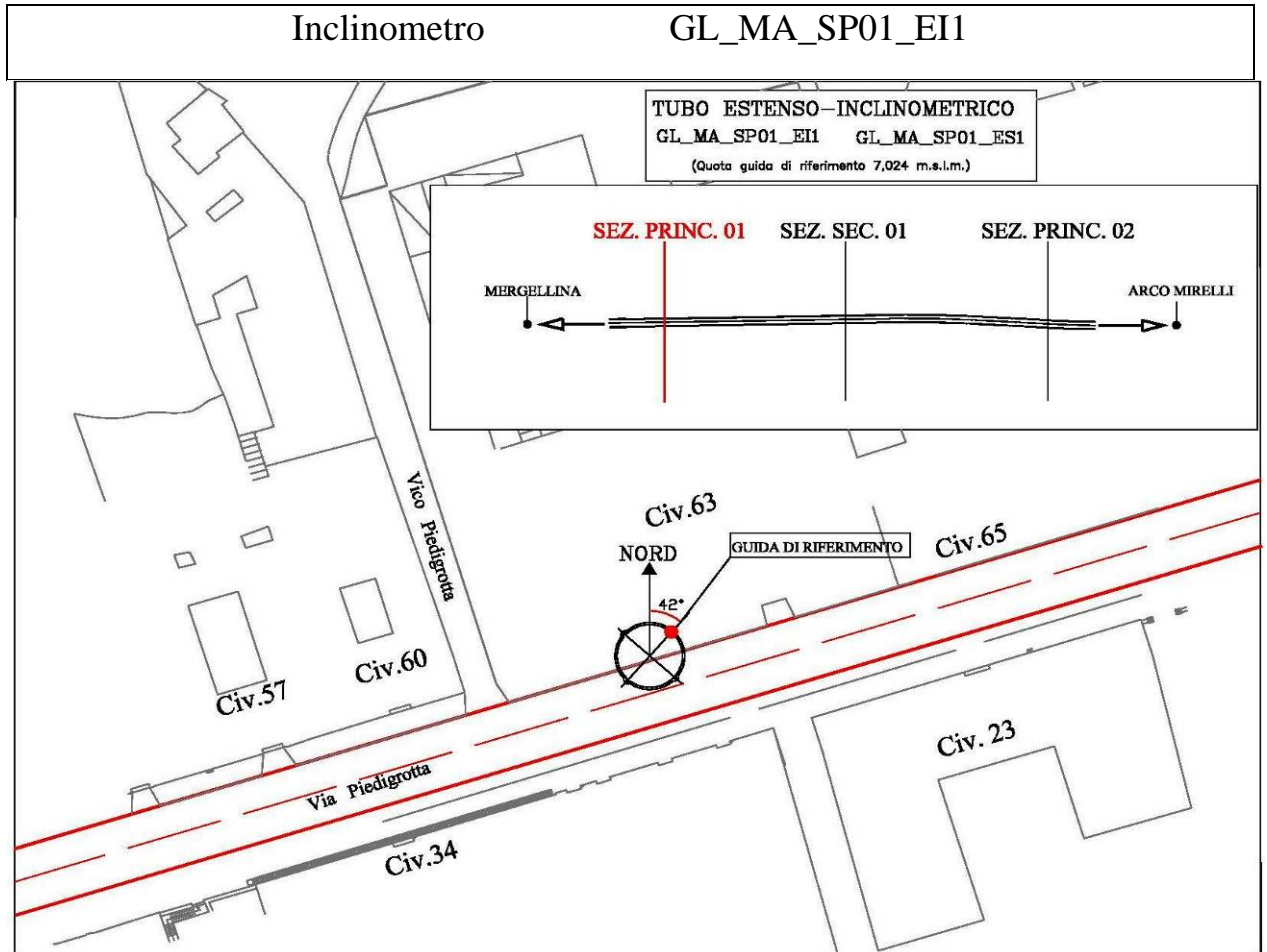 Inclinometro GL_MA_SP01_EI1
TUBO ESTENSO-INCLINOMETRICO
GL_MA_SP01_EI1 GL_MA_SP01_ES1
(Quota guida di riferimento 7,024 m.s.l.m.)
SEZ. PRINC. 01 SEZ. SEC. 01 SEZ. PRINC. 02
MERGELLINA ARCO MIRELLI
Vico Piedigrotta
Civ.63
NORD
GUIDA DI RIFERIMENTO
Civ.65
42°
Civ.60
Civ.57
Civ. 23
Via Piedigrotta
Civ.34